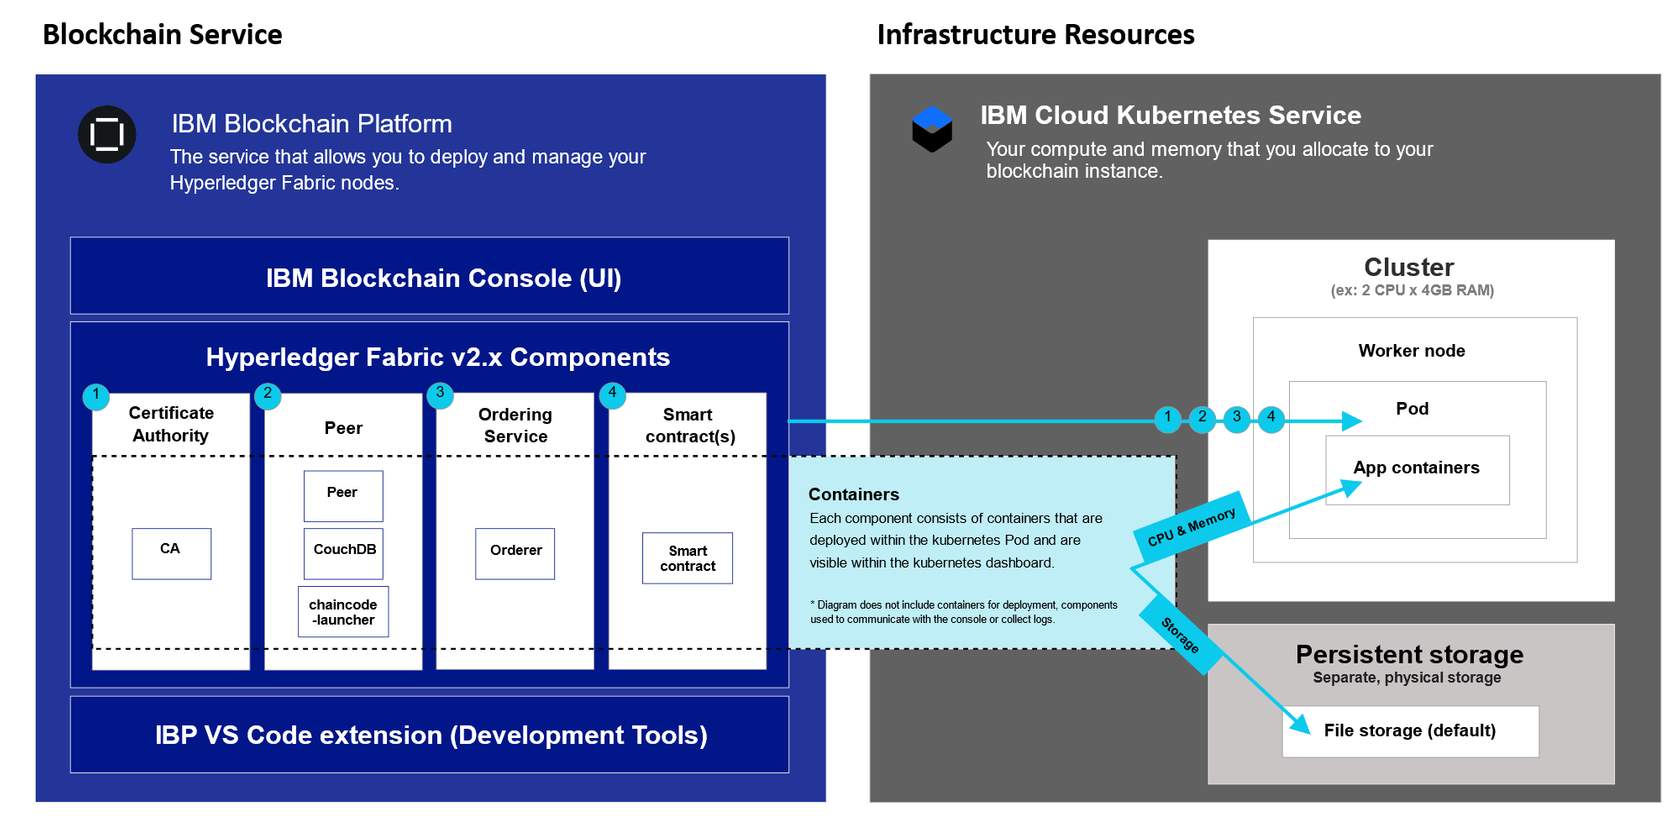 Blockchain Service
Infrastructure Resources
IBM Blockchain Platform
The service that allows you to deploy and manage your
Hyperledger Fabric nodes.
IBM Cloud Kubernetes Service
Your compute and memory that you allocate to your
blockchain instance.
IBM Blockchain Console (UI)
Hyperledger Fabric v2.x Components
1
Certificate
Authority
CA
2
Peer
Peer
CouchDB
chaincode
-launcher
3
Ordering
Service
Orderer
4
Smart
contract(s)
Smart
contract
IBP VS Code extension (Development Tools)
Containers
Each component consists of containers that are
deployed within the kubernetes Pod and are
visible within the kubernetes dashboard.
* Diagram does not include containers for deployment, components
used to communicate with the console or collect logs.
1 2 3 4
CPU & Memory
Storage
Cluster
(ex: 2 CPU x 4GB RAM)
Worker node
Pod
App containers
Persistent storage
Separate, physical storage
File storage (default)